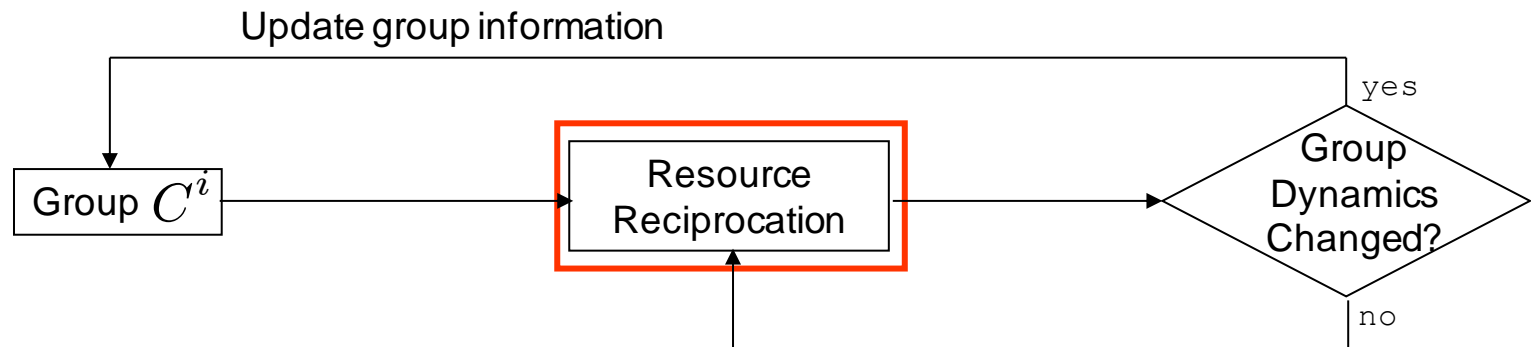 Update group information
yes
Group C^i
Resource
Reciprocation
Group
Dynamics
Changed?
no